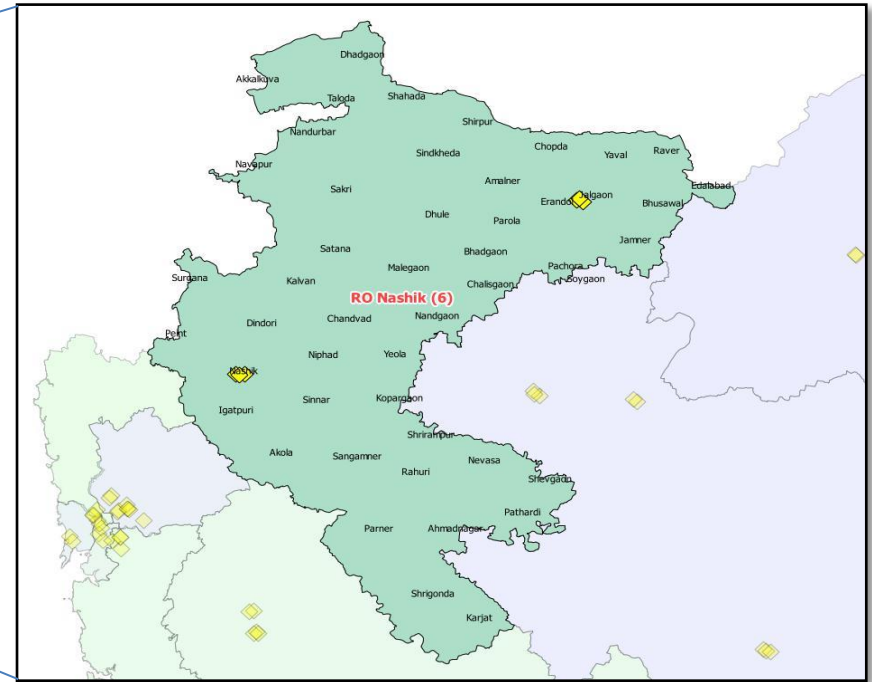 Dhadgaon
Akkalkuva
Taloda
Shahada
Shirpur
Nandurbar
Chopda
Raver
Yaval
Sindkheda
Navapur
Amalner
Edalabad
Sakri
Jalgaon
Erandol
Bhusawal
Dhule
Parola
Jamner
Satana
Bhadgaon
Malegaon
Pachora
Surgana
Soygaon
Kalvan
Chalisgaon
RO Nashik (6)
Nandgaon
Chandvad
Dindori
Peint
Niphad
Yeola
Nashik
Kopargaon
Sinnar
Igatpuri
Shrirampur
Akola
Sangamner
Nevasa
Rahuri
Shevgadn
Pathardi
Parner
Ahmadnagar
Shrigonda
Karjat